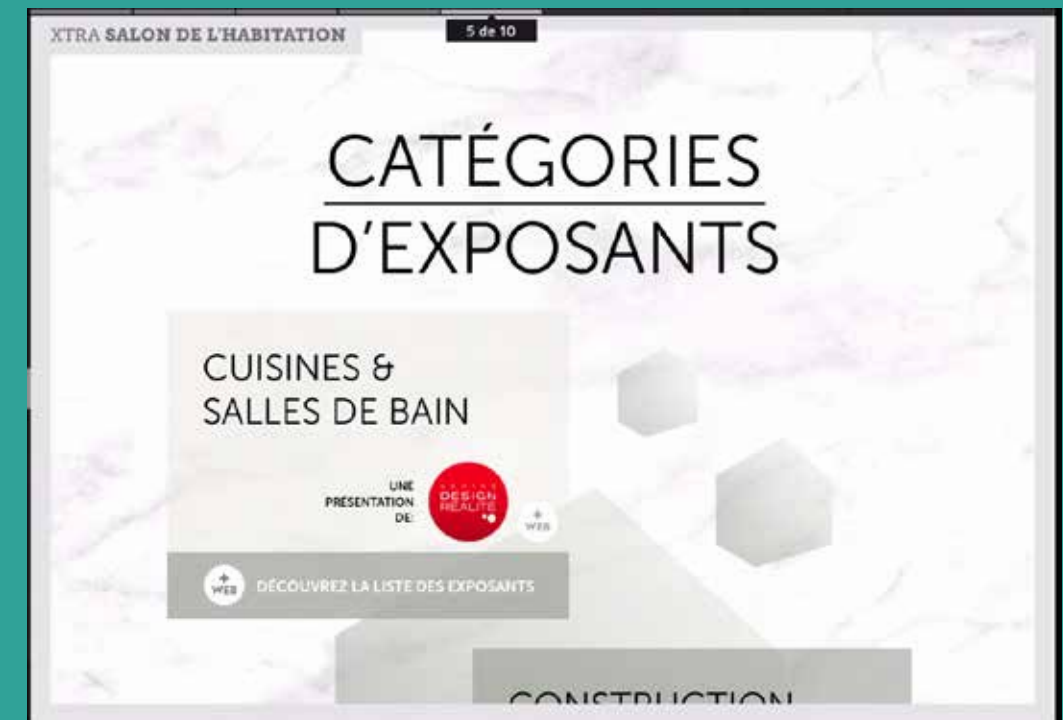 XTRA SALON DE L'HABITATION
5 de 10
CATÉGORIES
D'EXPOSANTS
CUISINES &
SALLES DE BAIN
UNE
PRÉSENTATION
DE:
DESIGN
RÉALITÉ
+
WEB
+
WEB
DÉCOUVREZ LA LISTE DES EXPOSANTS
CONSTRUCTION